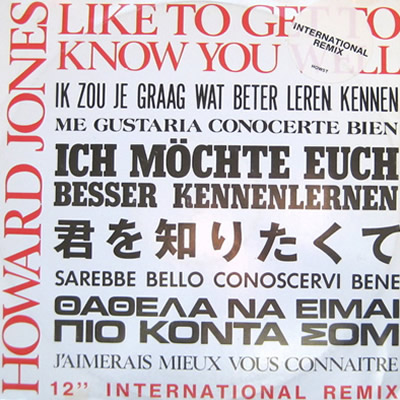 HOWARD JONES
LIKE TO GET TO
KNOW YOU WELL
INTERNATIONAL
REMIX
IK ZOU JE GRAAG WAT BETER LEREN KENNEN
ME GUSTARIA CONOCERTE BIEN
ICH MÖCHTE EUCH
BESSER KENNENLERNEN
君を知りたくて
SAREBBE BELLO CONOSCERVI BENE
ΘΑΘΕΛΑ ΝΑ ΕΙΜΑΙ
ΠΙΟ ΚΟΝΤΑ ΣΟΜ
J'AIMERAIS MIEUX VOUS CONNAITRE
12" INTERNATIONAL REMIX